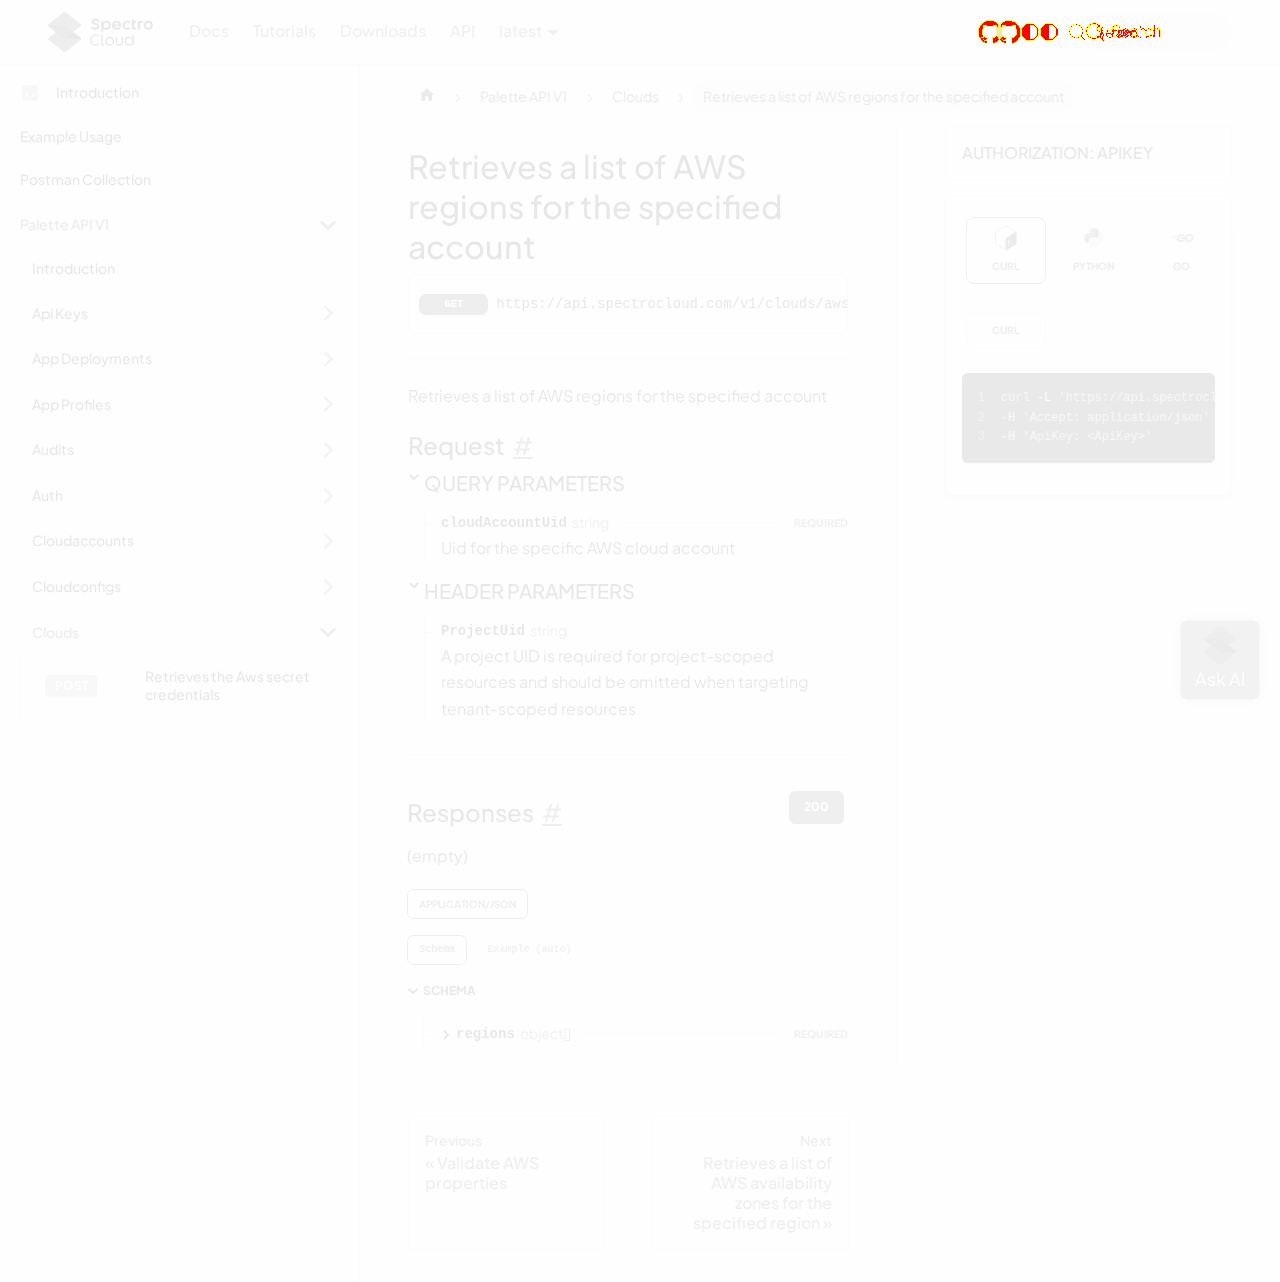 Spectro Cloud
Docs
Tutorials
Downloads
API
latest
Introduction
Example Usage
Postman Collection
Palette API V1
Introduction
Api Keys
App Deployments
App Profiles
Audits
Auth
Cloudaccounts
Cloudconfigs
Clouds
POST
Retrieves the Aws secret
credentials
Palette API V1
Clouds
Retrieves a list of AWS regions for the specified account
Retrieves a list of AWS
regions for the specified
account
GET https://api.spectrocloud.com/v1/clouds/aws
Retrieves a list of AWS regions for the specified account
Request #
QUERY PARAMETERS
cloudAccountUid string REQUIRED
Uid for the specific AWS cloud account
HEADER PARAMETERS
ProjectUid string
A project UID is required for project-scoped
resources and should be omitted when targeting
tenant-scoped resources
Responses #
200
(empty)
APPLICATION/JSON
Schema Example (auto)
SCHEMA
regions object[] REQUIRED
Previous
« Validate AWS
properties
Next
Retrieves a list of
AWS availability
zones for the
specified region »
AUTHORIZATION: APIKEY
CURL PYTHON GO
GO
CURL
1 curl -L 'https://api.spectrocl
2 -H 'Accept: application/json'
3 -H 'ApiKey: <ApiKey>'
Ask AI